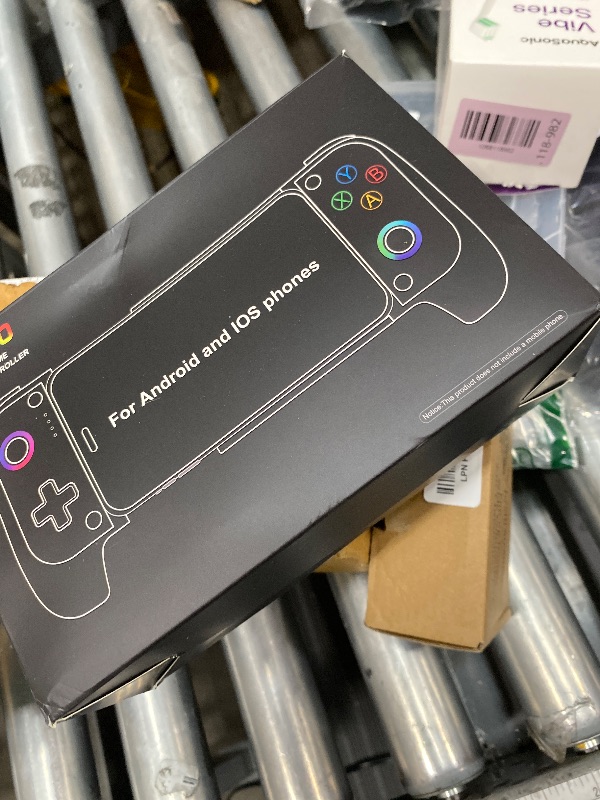 AquaSonic
Vibe
Series
118-982
Y
B
X
A
For Android and IOS phones
ROLLER
Notice:This product does not include a mobile phone
LPN